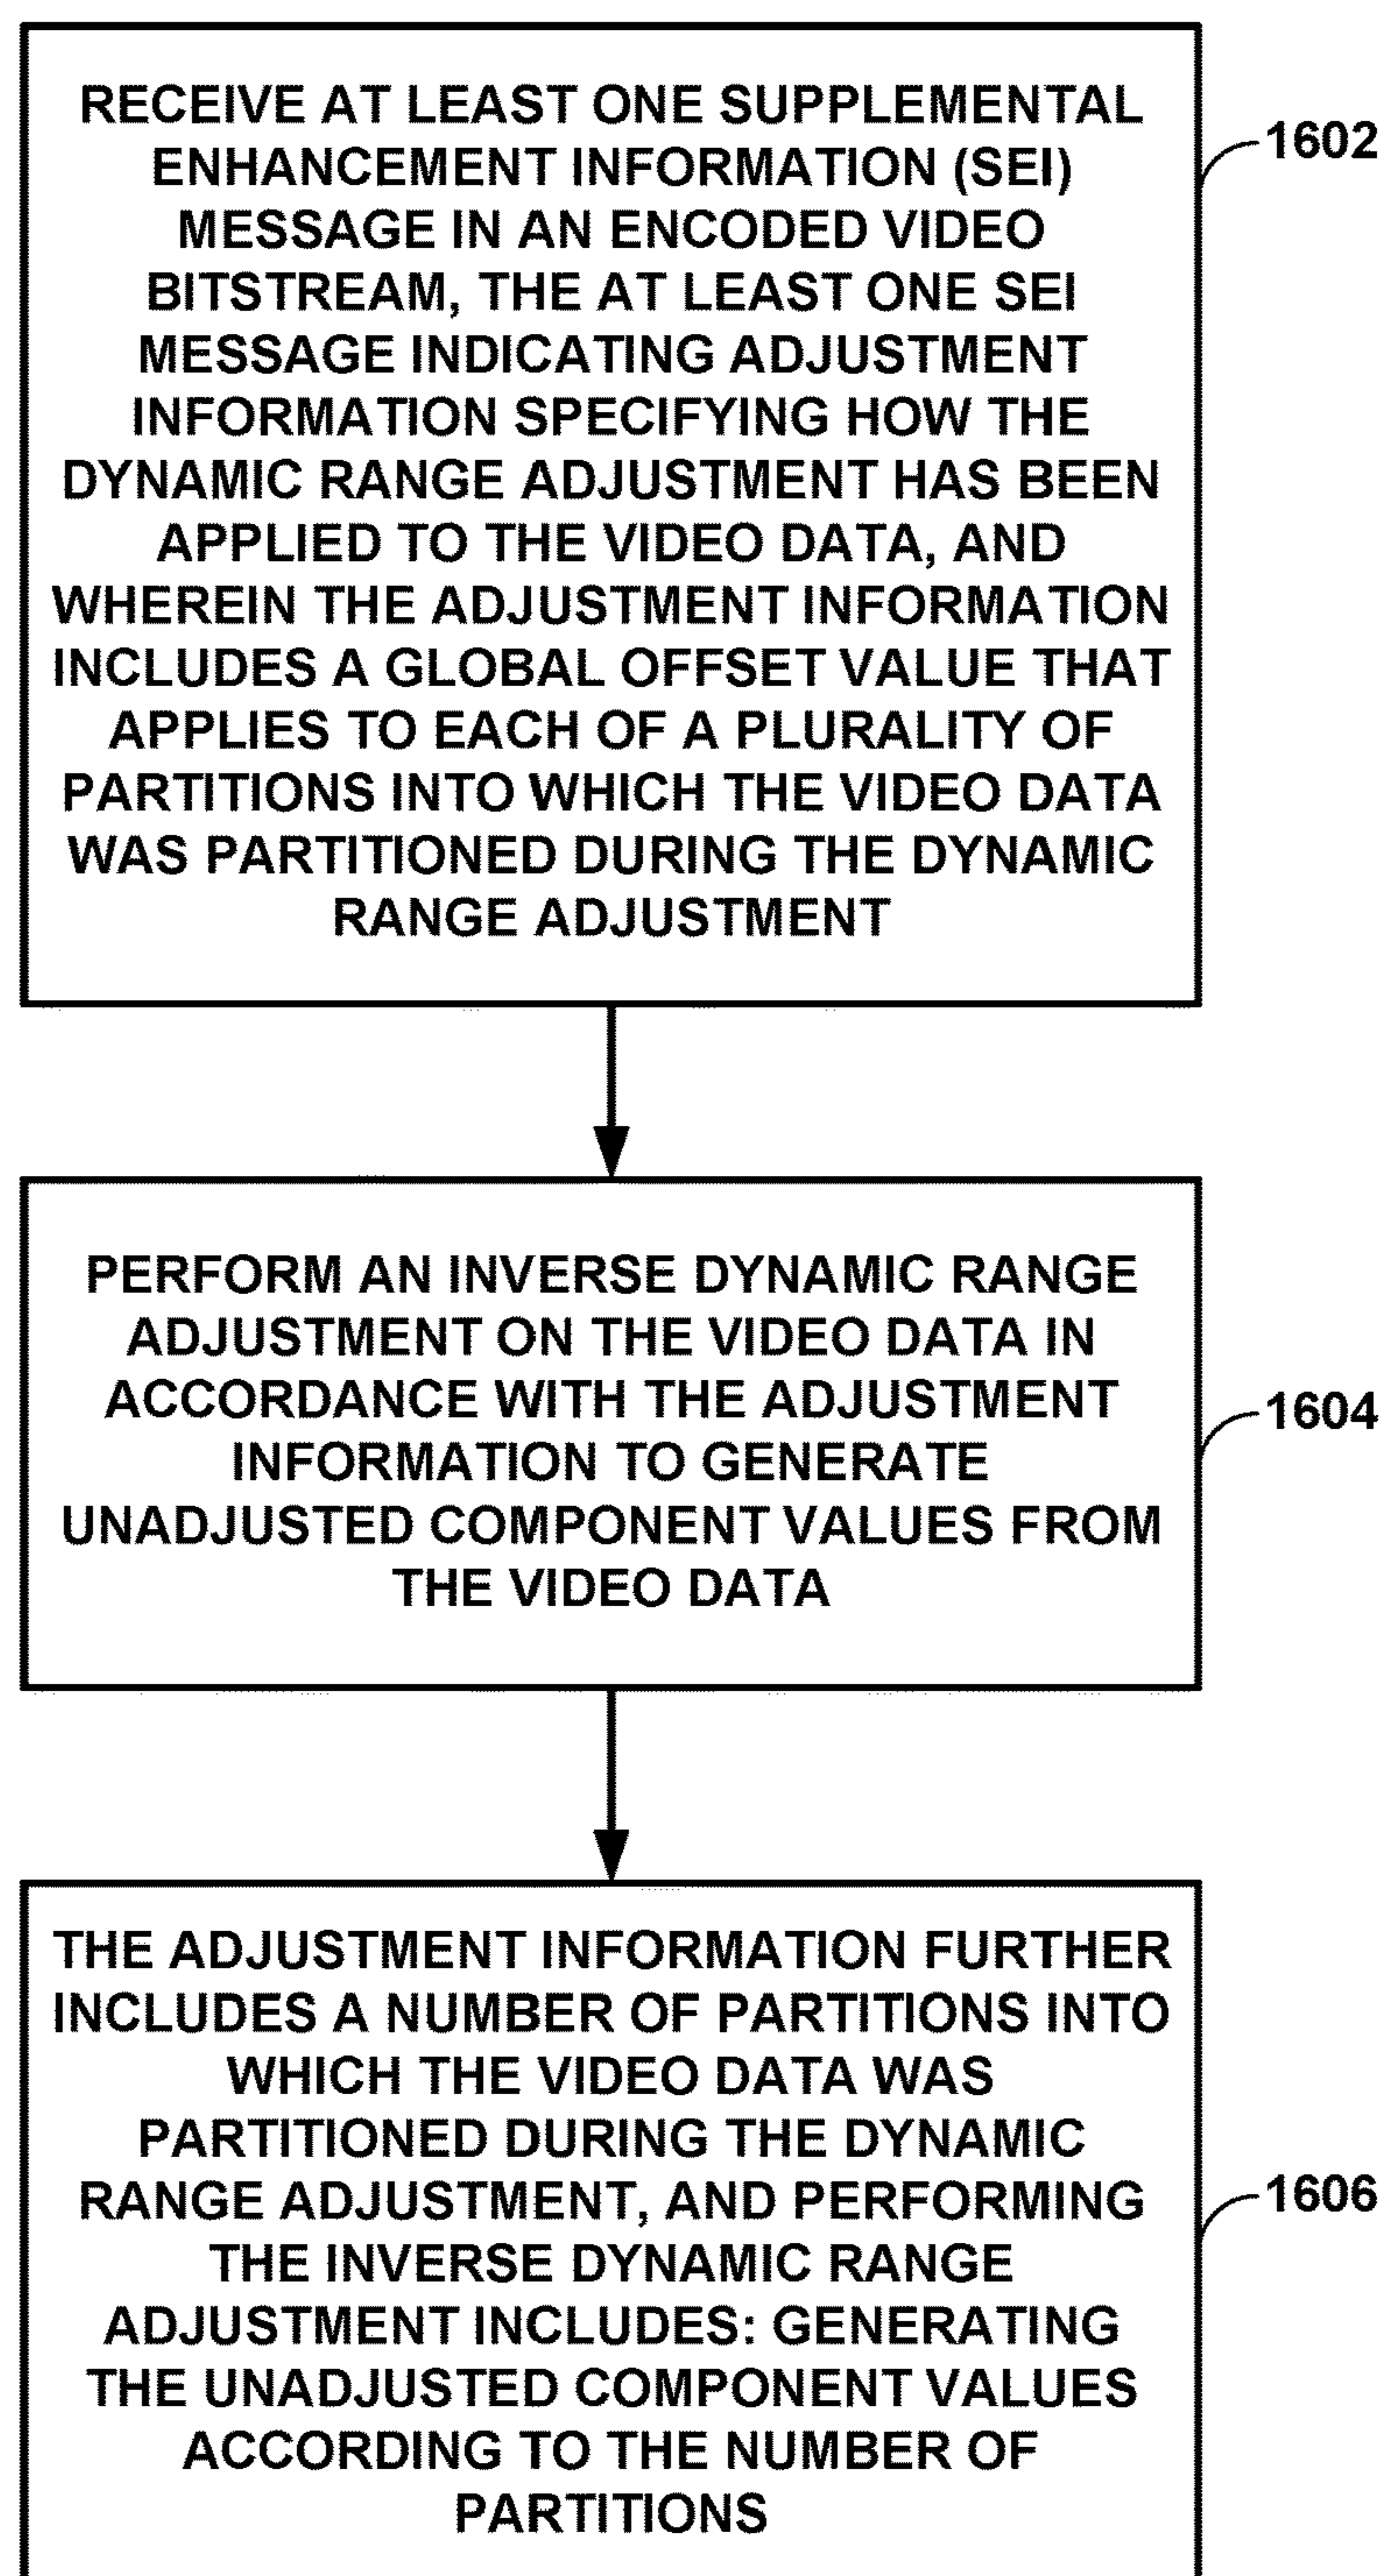 RECEIVE AT LEAST ONE SUPPLEMENTAL
ENHANCEMENT INFORMATION (SEI)
MESSAGE IN AN ENCODED VIDEO
BITSTREAM, THE AT LEAST ONE SEI
MESSAGE INDICATING ADJUSTMENT
INFORMATION SPECIFYING HOW THE
DYNAMIC RANGE ADJUSTMENT HAS BEEN
APPLIED TO THE VIDEO DATA, AND
WHEREIN THE ADJUSTMENT INFORMATION
INCLUDES A GLOBAL OFFSET VALUE THAT
APPLIES TO EACH OF A PLURALITY OF
PARTITIONS INTO WHICH THE VIDEO DATA
WAS PARTITIONED DURING THE DYNAMIC
RANGE ADJUSTMENT
1602
PERFORM AN INVERSE DYNAMIC RANGE
ADJUSTMENT ON THE VIDEO DATA IN
ACCORDANCE WITH THE ADJUSTMENT
INFORMATION TO GENERATE
UNADJUSTED COMPONENT VALUES FROM
THE VIDEO DATA
1604
THE ADJUSTMENT INFORMATION FURTHER
INCLUDES A NUMBER OF PARTITIONS INTO
WHICH THE VIDEO DATA WAS
PARTITIONED DURING THE DYNAMIC
RANGE ADJUSTMENT, AND PERFORMING
THE INVERSE DYNAMIC RANGE
ADJUSTMENT INCLUDES: GENERATING
THE UNADJUSTED COMPONENT VALUES
ACCORDING TO THE NUMBER OF
PARTITIONS
1606